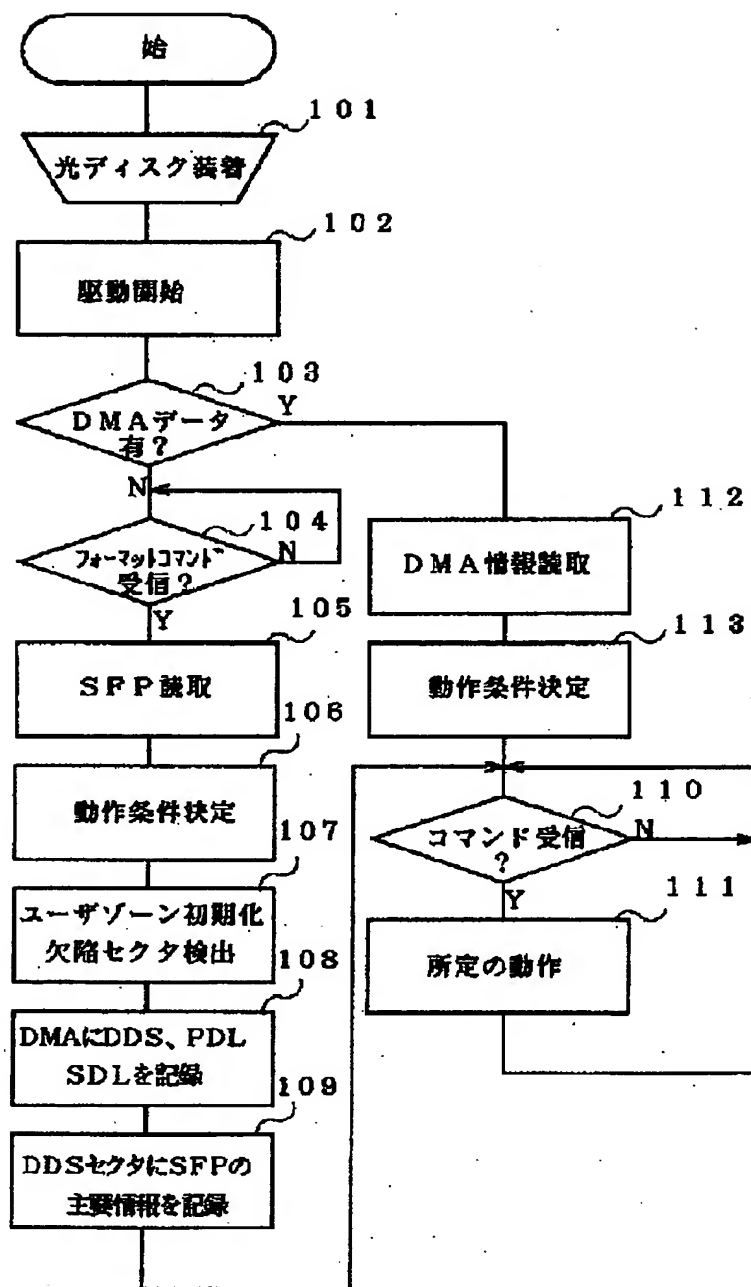 始
101
光ディスク装着
102
駆動開始
103
DMAデータ
有?
Y
N
104
フォーマットコマンド
受信?
N
Y
105
SFP読取
106
動作条件決定
107
ユーザゾーン初期化
欠陥セクタ検出
108
DMAにDDS、PDL
SDLを記録
109
DDSセクタにSFPの
主要情報を記録
112
DMA情報読取
113
動作条件決定
110
コマンド受信
?
N
Y
111
所定の動作